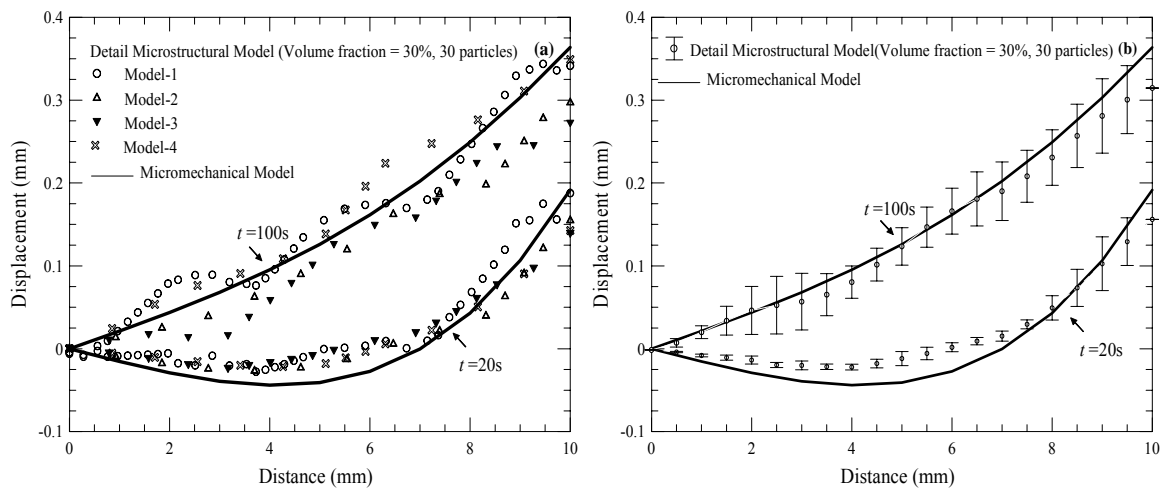 0.4
Detail Microstructural Model (Volume fraction = 30%, 30 particles) (a)
Model-1
Model-2
Model-3
Model-4
Micromechanical Model
0.3
0.2
0.1
0
-0.1
Displacement (mm)
t=100s
t=20s
0 2 4 6 8 10
Distance (mm)
0.4
Detail Microstructural Model(Volume fraction = 30%, 30 particles) (b)
Micromechanical Model
0.3
0.2
0.1
0
-0.1
Displacement (mm)
t=100s
t=20s
0 2 4 6 8 10
Distance (mm)